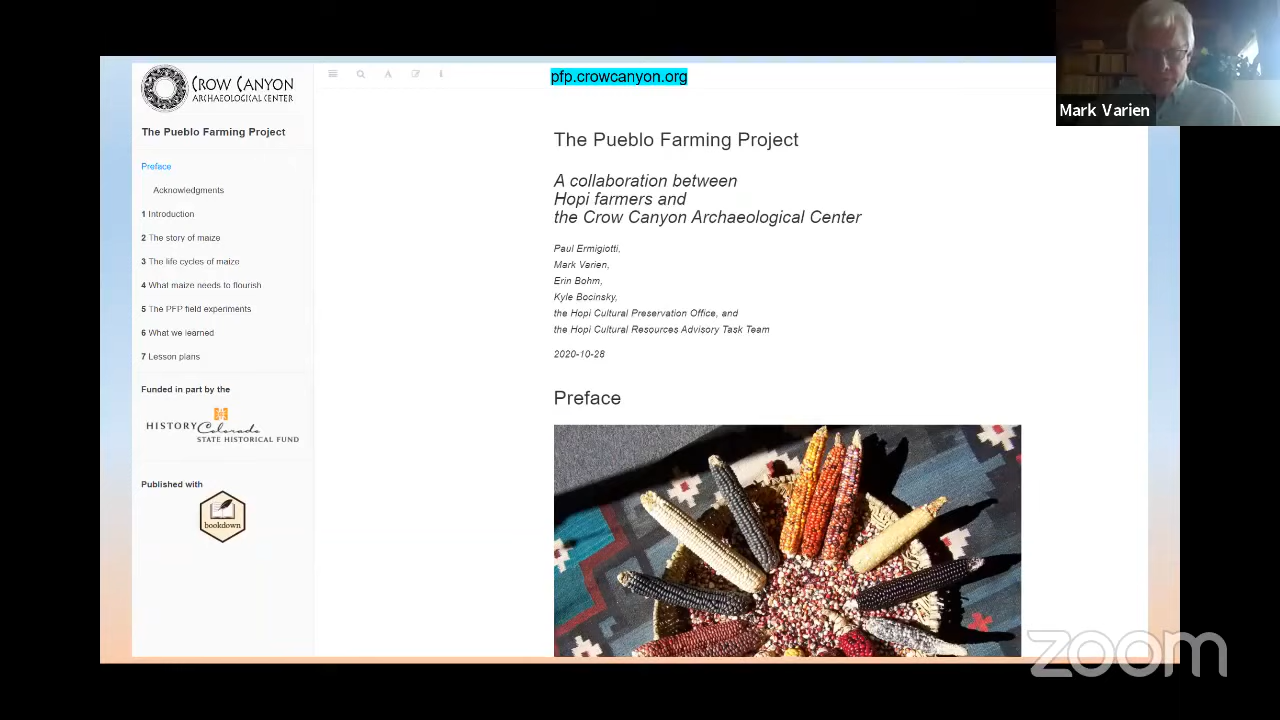 CROW CANYON
ARCHAEOLOGICAL CENTER
The Pueblo Farming Project
Preface
Acknowledgments
1 Introduction
2 The story of maize
3 The life cycles of maize
4 What maize needs to flourish
5 The PFP field experiments
6 What we learned
7 Lesson plans
Funded in part by the
HISTORY Colorado
STATE HISTORICAL FUND
Published with
bookdown
A
i
pfp.crowcanyon.org
The Pueblo Farming Project
A collaboration between
Hopi farmers and
the Crow Canyon Archaeological Center
Paul Ermigiotti,
Mark Varien,
Erin Bohm,
Kyle Bocinsky,
the Hopi Cultural Preservation Office, and
the Hopi Cultural Resources Advisory Task Team
2020-10-28
Preface
Mark Varien
zoom